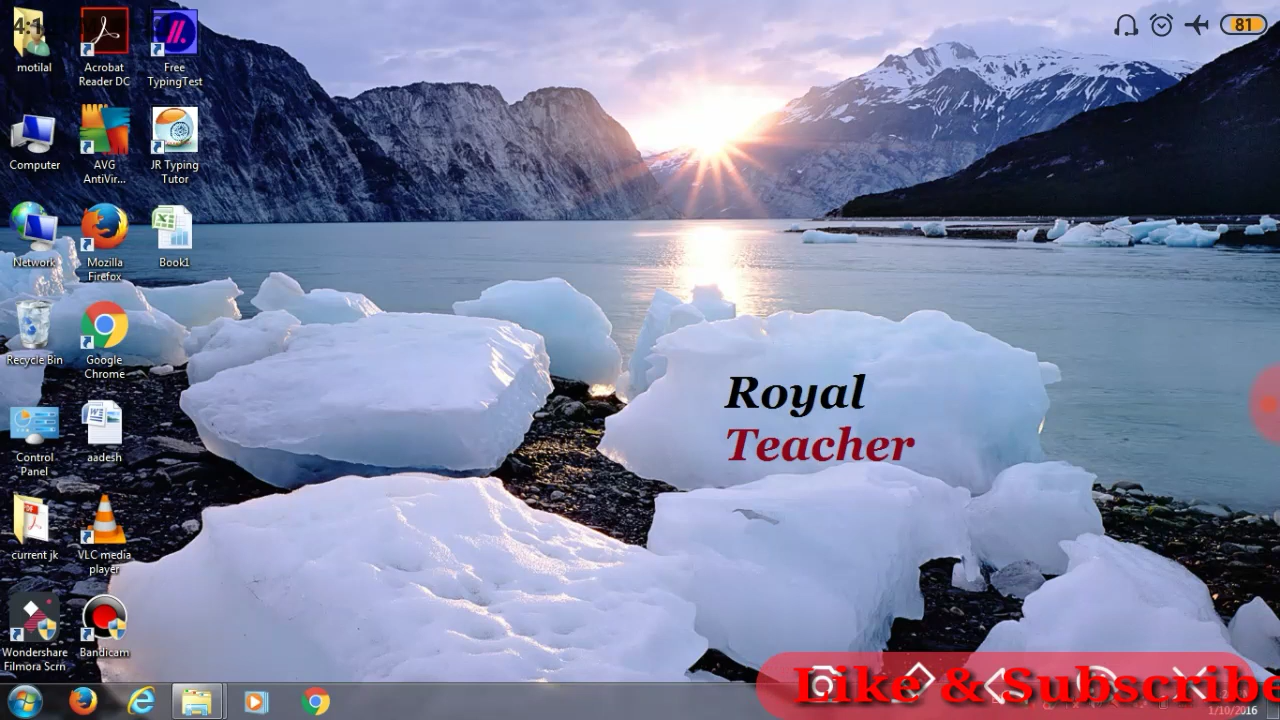 81
motilal
Acrobat
Reader DC
Free
TypingTest
Computer
AVG
AntiVir...
JR Typing
Tutor
Network
Mozilla
Firefox
Book1
Recycle Bin
Google
Chrome
Royal
Teacher
Control
Panel
aadesh
current jk
VLC media
player
Wondershare
Filmora Scrn
Bandicam
Like & Subscribe
1/10/2016